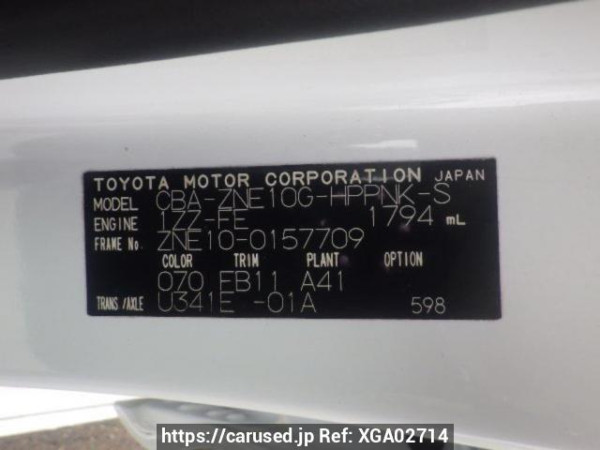 TOYOTA MOTOR CORPORATION JAPAN
MODEL CBA-ZNE10G-HPPNK-S
ENGINE 1ZZ-FE 1794 mL
FRAME No. ZNE10-0157709
COLOR TRIM PLANT OPTION
070 EB11 A41
TRANS/AXLE U341E -01A 598
https://carused.jp Ref: XGA02714